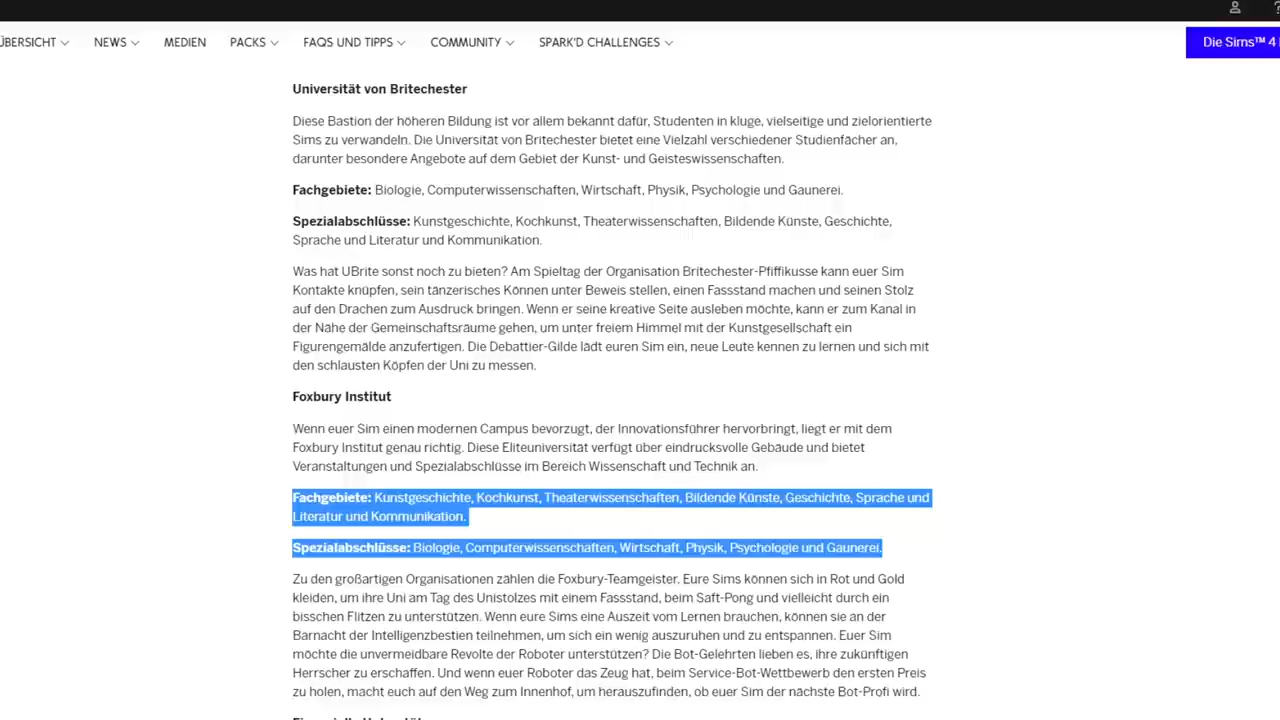 ÜBERSICHT NEWS MEDIEN PACKS FAQS UND TIPPS COMMUNITY SPARK'D CHALLENGES
Die Sims™ 4
Universität von Britechester
Diese Bastion der höheren Bildung ist vor allem bekannt dafür, Studenten in kluge, vielseitige und zielorientierte
Sims zu verwandeln. Die Universität von Britechester bietet eine Vielzahl verschiedener Studienfächer an,
darunter besondere Angebote auf dem Gebiet der Kunst- und Geisteswissenschaften.
Fachgebiete: Biologie, Computerwissenschaften, Wirtschaft, Physik, Psychologie und Gaunerei.
Spezialabschlüsse: Kunstgeschichte, Kochkunst, Theaterwissenschaften, Bildende Künste, Geschichte,
Sprache und Literatur und Kommunikation.
Was hat UBrite sonst noch zu bieten? Am Spieltag der Organisation Britechester-Pfiffikusse kann euer Sim
Kontakte knüpfen, sein tänzerisches Können unter Beweis stellen, einen Fassstand machen und seinen Stolz
auf den Drachen zum Ausdruck bringen. Wenn er seine kreative Seite ausleben möchte, kann er zum Kanal in
der Nähe der Gemeinschaftsräume gehen, um unter freiem Himmel mit der Kunstgesellschaft ein
Figurengemälde anzufertigen. Die Debattier-Gilde lädt euren Sim ein, neue Leute kennen zu lernen und sich mit
den schlausten Köpfen der Uni zu messen.
Foxbury Institut
Wenn euer Sim einen modernen Campus bevorzugt, der Innovationsführer hervorbringt, liegt er mit dem
Foxbury Institut genau richtig. Diese Eliteuniversität verfügt über eindrucksvolle Gebäude und bietet
Veranstaltungen und Spezialabschlüsse im Bereich Wissenschaft und Technik an.
Fachgebiete: Kunstgeschichte, Kochkunst, Theaterwissenschaften, Bildende Künste, Geschichte, Sprache und
Literatur und Kommunikation.
Spezialabschlüsse: Biologie, Computerwissenschaften, Wirtschaft, Physik, Psychologie und Gaunerei.
Zu den großartigen Organisationen zählen die Foxbury-Teamgeister. Eure Sims können sich in Rot und Gold
kleiden, um ihre Uni am Tag des Unistolzes mit einem Fassstand, beim Saft-Pong und vielleicht durch ein
bisschen Flitzen zu unterstützen. Wenn eure Sims eine Auszeit vom Lernen brauchen, können sie an der
Barnacht der Intelligenzbestien teilnehmen, um sich ein wenig auszuruhen und zu entspannen. Euer Sim
möchte die unvermeidbare Revolte der Roboter unterstützen? Die Bot-Gelehrten lieben es, ihre zukünftigen
Herrscher zu erschaffen. Und wenn euer Roboter das Zeug hat, beim Service-Bot-Wettbewerb den ersten Preis
zu holen, macht euch auf den Weg zum Innenhof, um herauszufinden, ob euer Sim der nächste Bot-Profi wird.